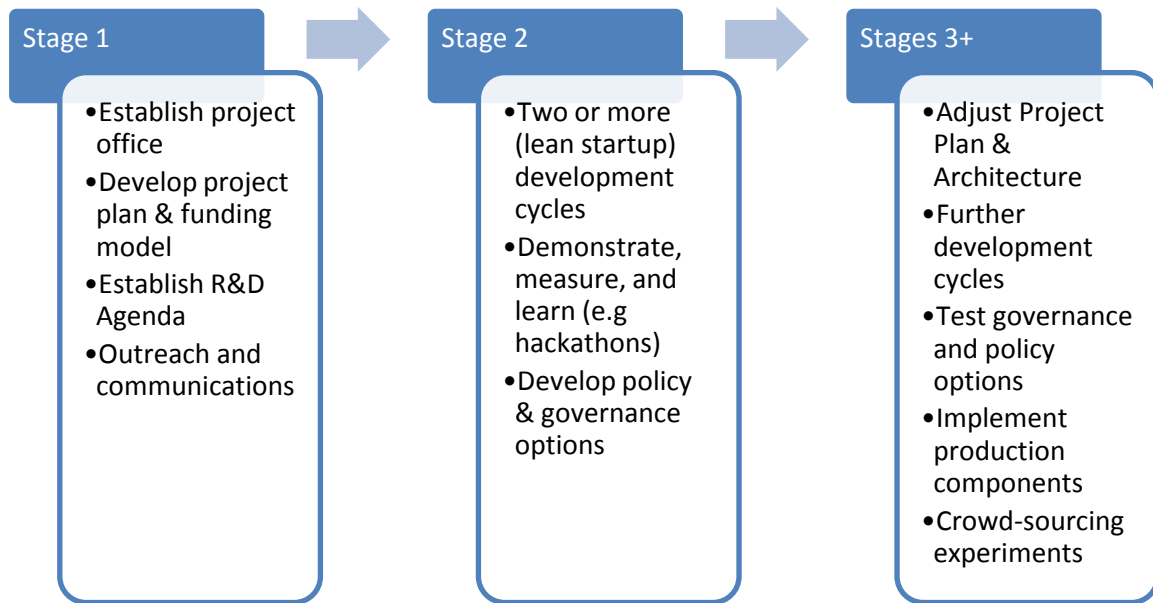 Stage 1
•Establish project
office
•Develop project
plan & funding
model
•Establish R&D
Agenda
•Outreach and
communications
Stage 2
•Two or more
(lean startup)
development
cycles
•Demonstrate,
measure, and
learn (e.g
hackathons)
•Develop policy
& governance
options
Stages 3+
•Adjust Project
Plan &
Architecture
•Further
development
cycles
•Test governance
and policy
options
•Implement
production
components
•Crowd-sourcing
experiments